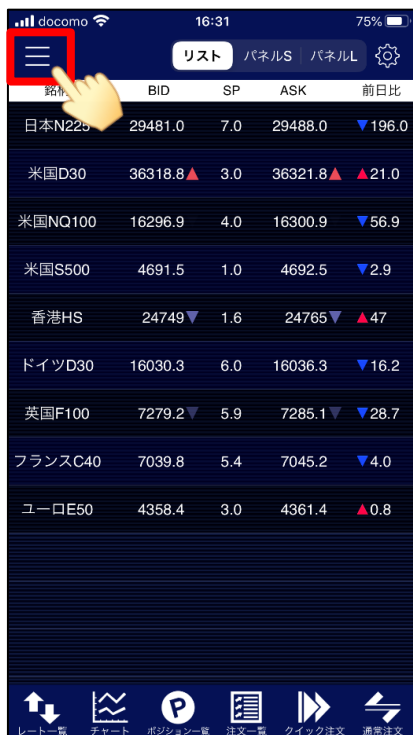 docomo 16:31 75%
リスト パネルS パネルL
銘柄 BID SP ASK 前日比
日本N225 29481.0 7.0 29488.0 ▼196.0
米国D30 36318.8▲ 3.0 36321.8▲ ▲21.0
米国NQ100 16296.9 4.0 16300.9 ▼56.9
米国S500 4691.5 1.0 4692.5 ▼2.9
香港HS 24749▼ 1.6 24765▼ ▲47
ドイツD30 16030.3 6.0 16036.3 ▼16.2
英国F100 7279.2▼ 5.9 7285.1▼ ▼28.7
フランスC40 7039.8 5.4 7045.2 ▼4.0
ユーロE50 4358.4 3.0 4361.4 ▲0.8
P
レート一覧 チャート ポジション一覧 注文一覧 クイック注文 通常注文